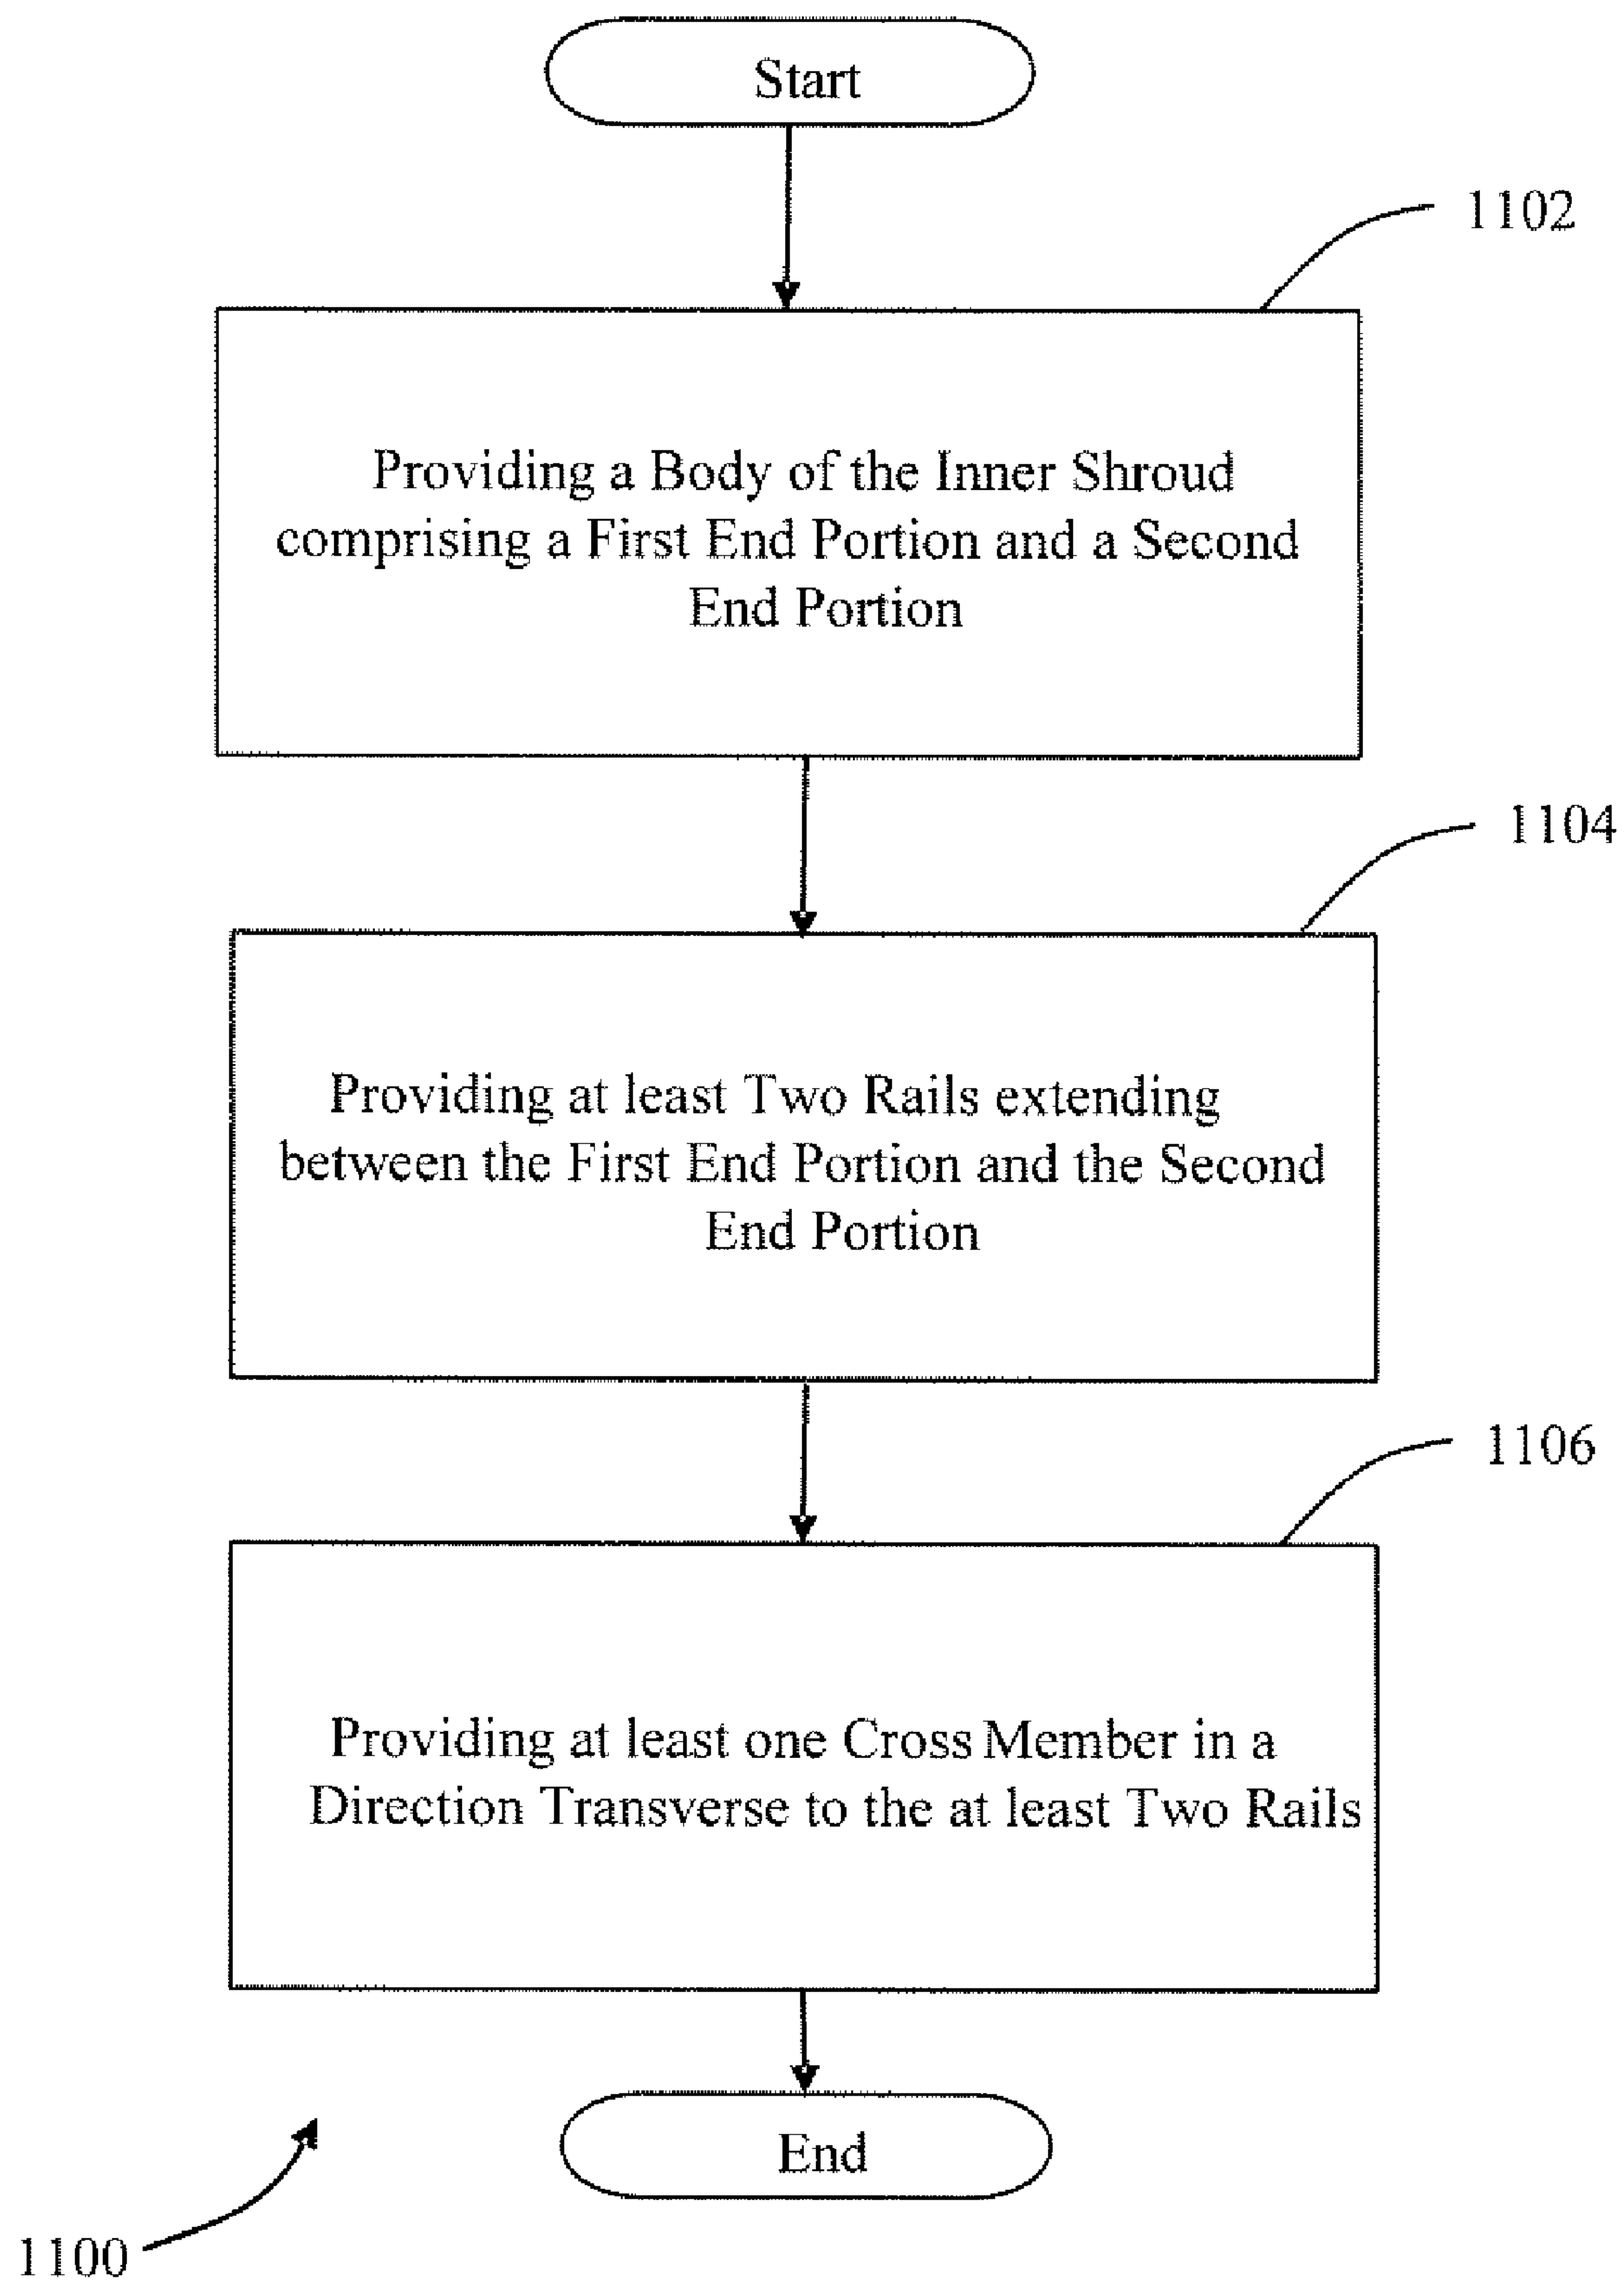 Start
1102
Providing a Body of the Inner Shroud
comprising a First End Portion and a Second
End Portion
1104
Providing at least Two Rails extending
between the First End Portion and the Second
End Portion
1106
Providing at least one Cross Member in a
Direction Transverse to the at least Two Rails
End
1100